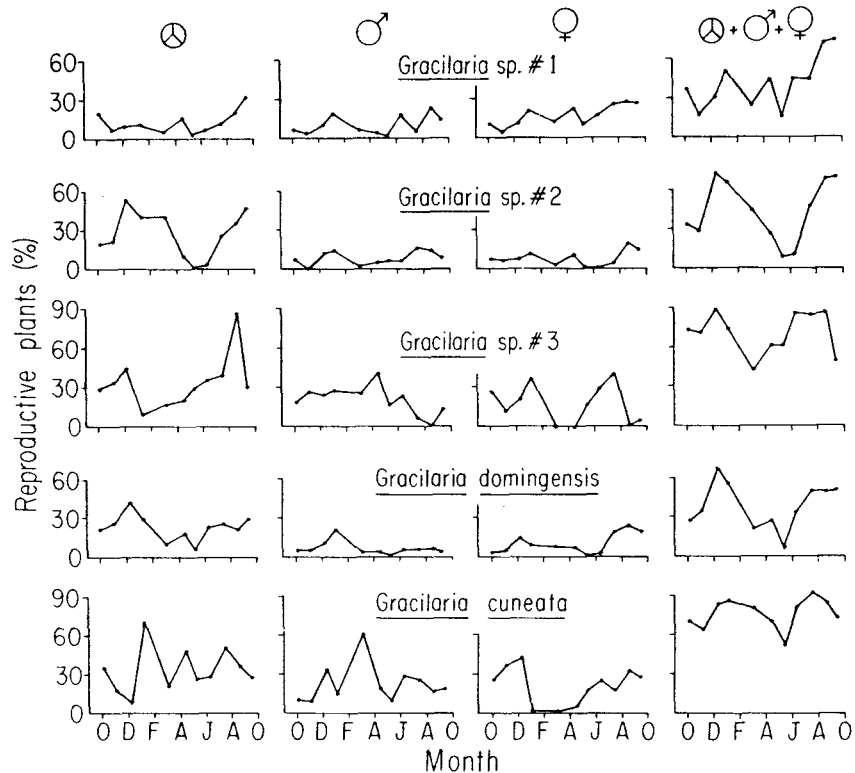 + +
Gracilaria sp. #1
60
30
0
Gracilaria sp. #2
60
30
0
Reproductive plants (%)
Gracilaria sp. #3
90
60
30
0
Gracilaria domingensis
60
30
0
Gracilaria cuneata
90
60
30
0
O D F A J A O O D F A J A O O D F A J A O O D F A J A O
Month